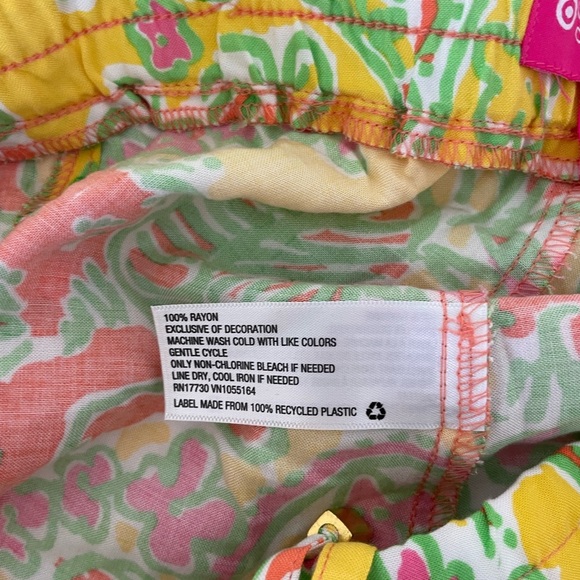 100% RAYON
EXCLUSIVE OF DECORATION
MACHINE WASH COLD WITH LIKE COLORS
GENTLE CYCLE
ONLY NON-CHLORINE BLEACH IF NEEDED
LINE DRY, COOL IRON IF NEEDED
RN17730 VN1055164
LABEL MADE FROM 100% RECYCLED PLASTIC